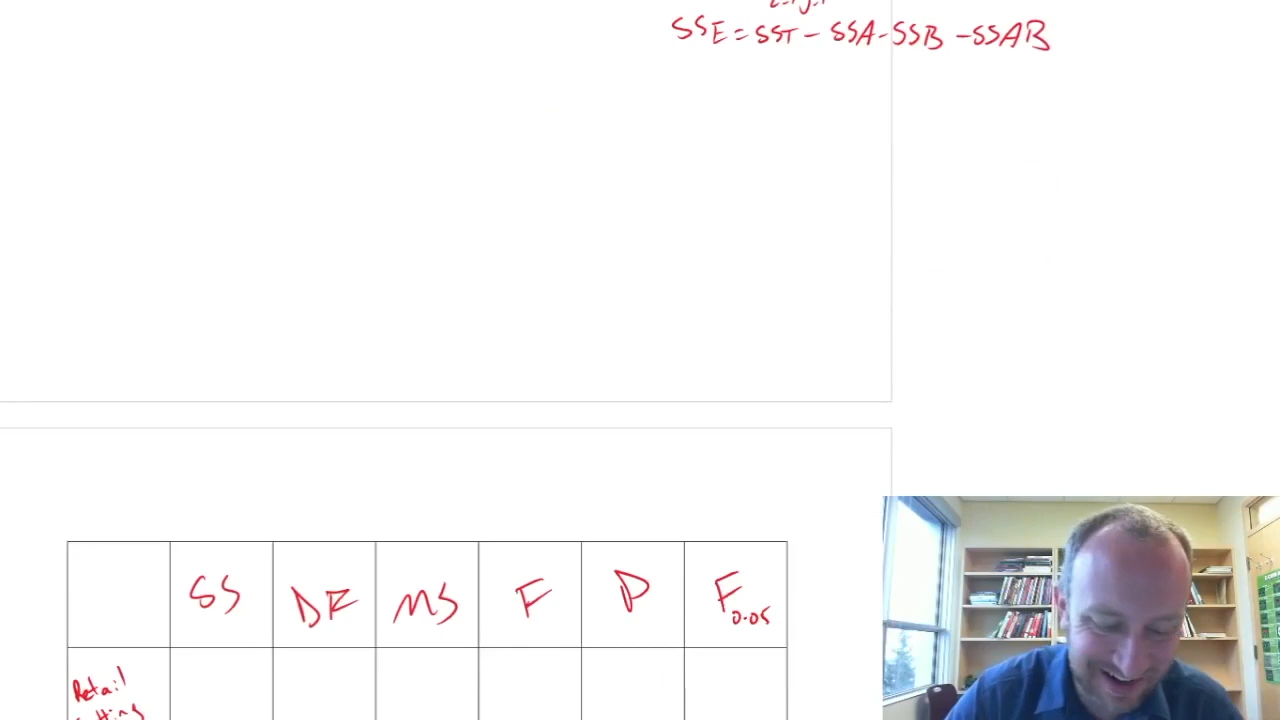 SSE = SST - SSA - SSB - SSAB
SS DF MS F P F0.05
Retail